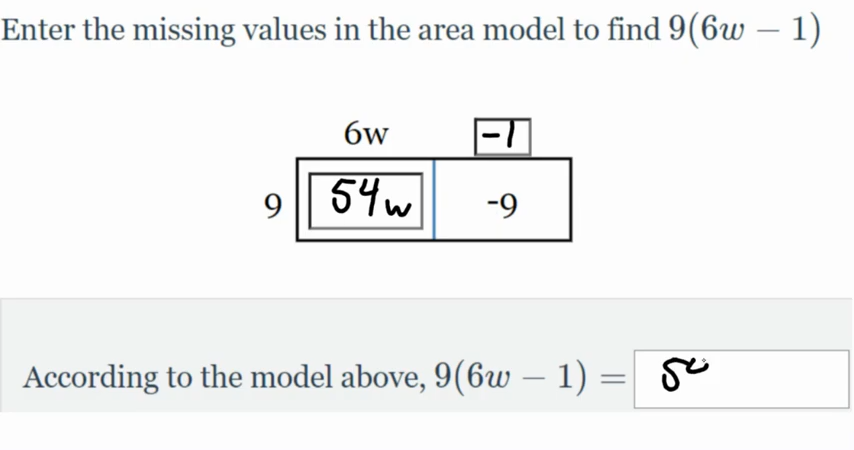 Enter the missing values in the area model to find 9(6w − 1)
6w -1
9 54w -9
According to the model above, 9(6w − 1) = 5